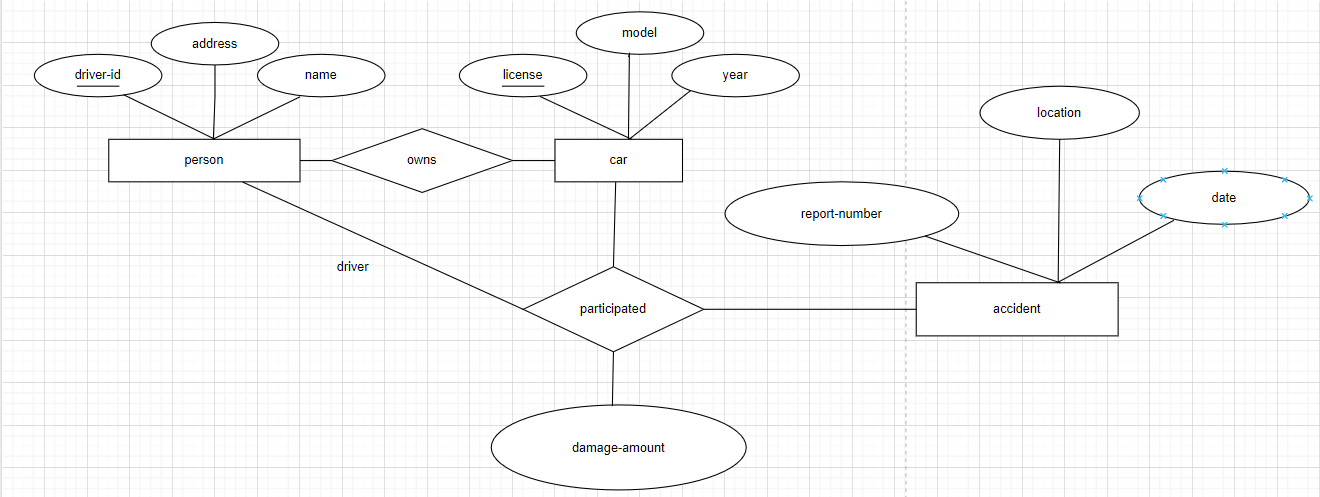 model
address
driver-id
name
license
year
location
person
owns
car
date
report-number
driver
participated
accident
damage-amount